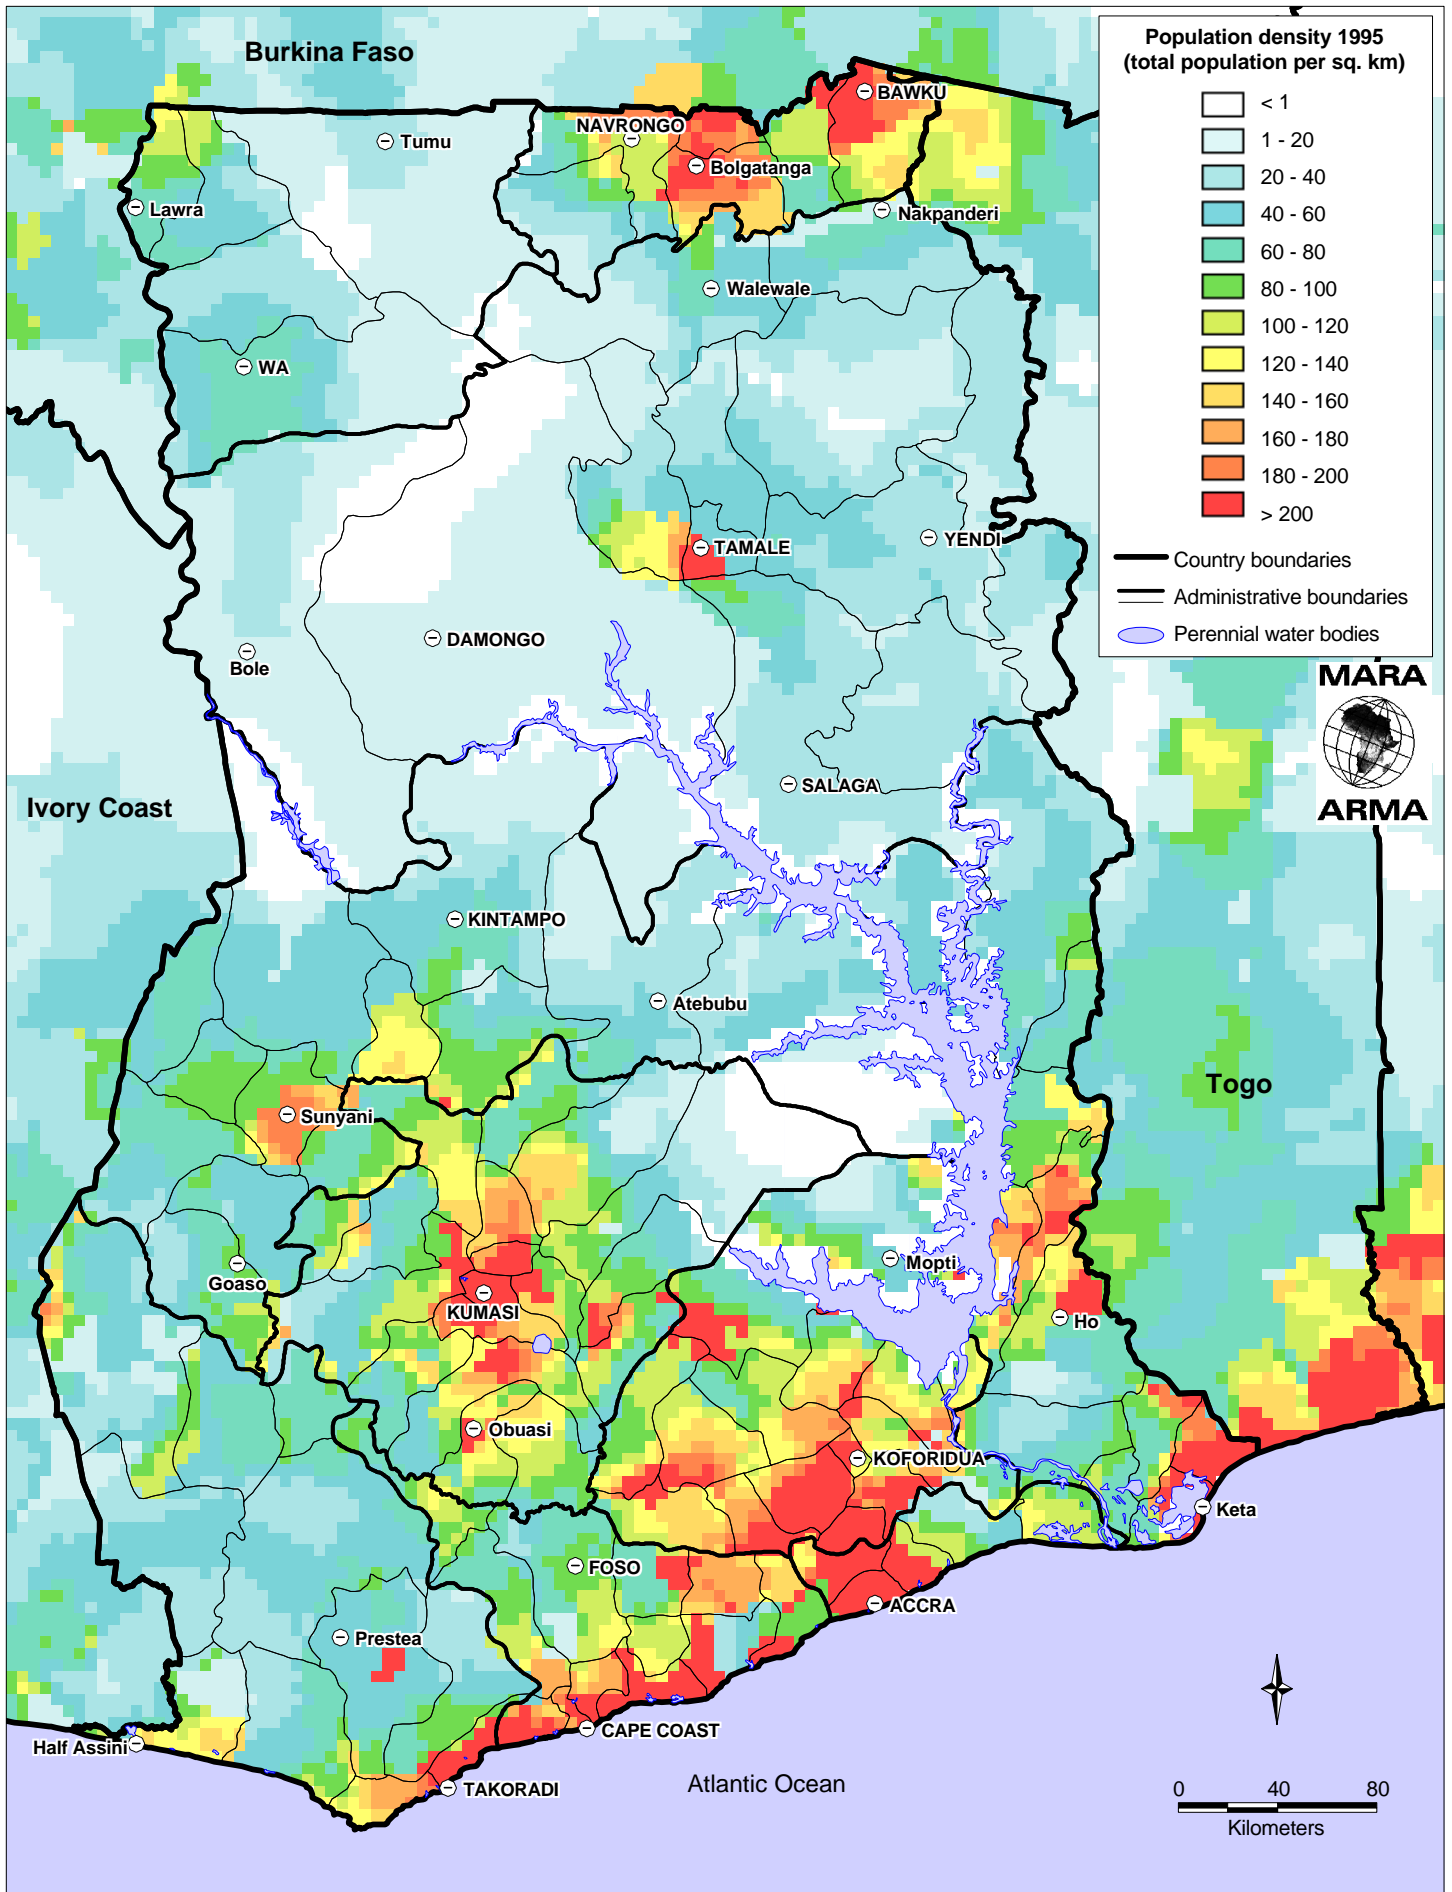 Burkina Faso
Population density 1995
(total population per sq. km)
< 1
1 - 20
20 - 40
40 - 60
60 - 80
80 - 100
100 - 120
120 - 140
140 - 160
160 - 180
180 - 200
> 200
Country boundaries
Administrative boundaries
Perennial water bodies
MARA
ARMA
BAWKU
NAVRONGO
Tumu
Bolgatanga
Lawra
Nakpanderi
Walewale
WA
TAMALE
YENDI
DAMONGO
Bole
SALAGA
Ivory Coast
KINTAMPO
Atebubu
Togo
Sunyani
Mopti
Goaso
KUMASI
Ho
Obuasi
KOFORIDUA
Keta
FOSO
ACCRA
Prestea
CAPE COAST
Half Assini
TAKORADI
Atlantic Ocean
0 40 80
Kilometers